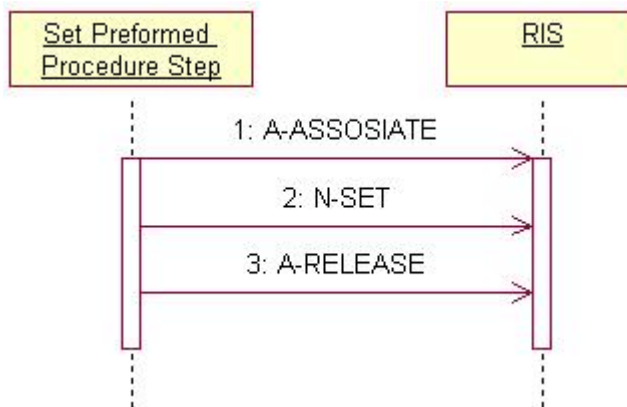 Set Preformed
Procedure Step
RIS
1: A-ASSOSIATE
2: N-SET
3: A-RELEASE